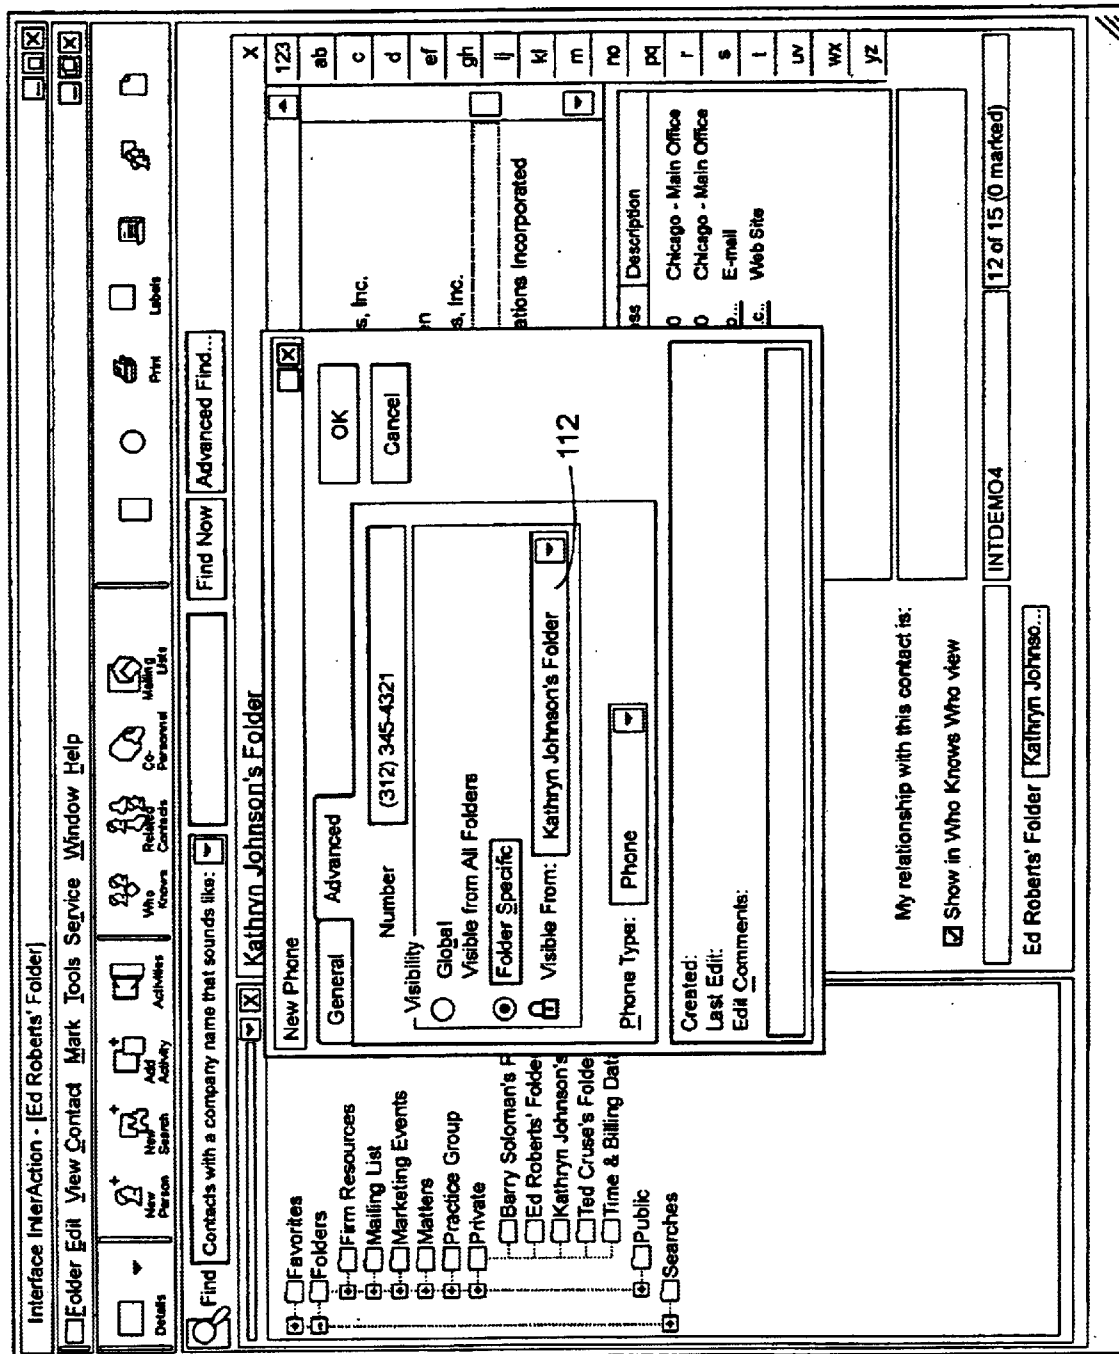 Interface InterAction - [Ed Roberts' Folder]
Folder Edit View Contact Mark Tools Service Window Help
Details
New Person
New Search
Add Activity
Activities
Who Knows
Related Contacts
Co-Personnel
Mailing Lists
Print
Labels
Find
Contacts with a company name that sounds like:
Find Now
Advanced Find...
X
Kathryn Johnson's Folder
X
Favorites
Folders
Firm Resources
Mailing List
Marketing Events
Matters
Practice Group
Private
Barry Soloman's F
Ed Roberts' Folde
Kathryn Johnson's
Ted Cruse's Folde
Time & Billing Data
Public
Searches
New Phone
X
General
Advanced
OK
Cancel
Number
(312) 345-4321
Visibility
Global
Visible from All Folders
Folder Specific
Visible From:
Kathryn Johnson's Folder
112
Phone Type:
Phone
Created:
Last Edit:
Edit Comments:
s, Inc.
en
s, Inc.
ations Incorporated
ess
Description
0
Chicago - Main Office
0
Chicago - Main Office
o...
E-mail
.c..
Web Site
123
ab
c
d
ef
gh
ij
kl
m
no
pq
r
s
t
uv
wx
yz
My relationship with this contact is:
Show in Who Knows Who view
INTDEMO4
12 of 15 (0 marked)
Ed Roberts' Folder
Kathryn Johnso...